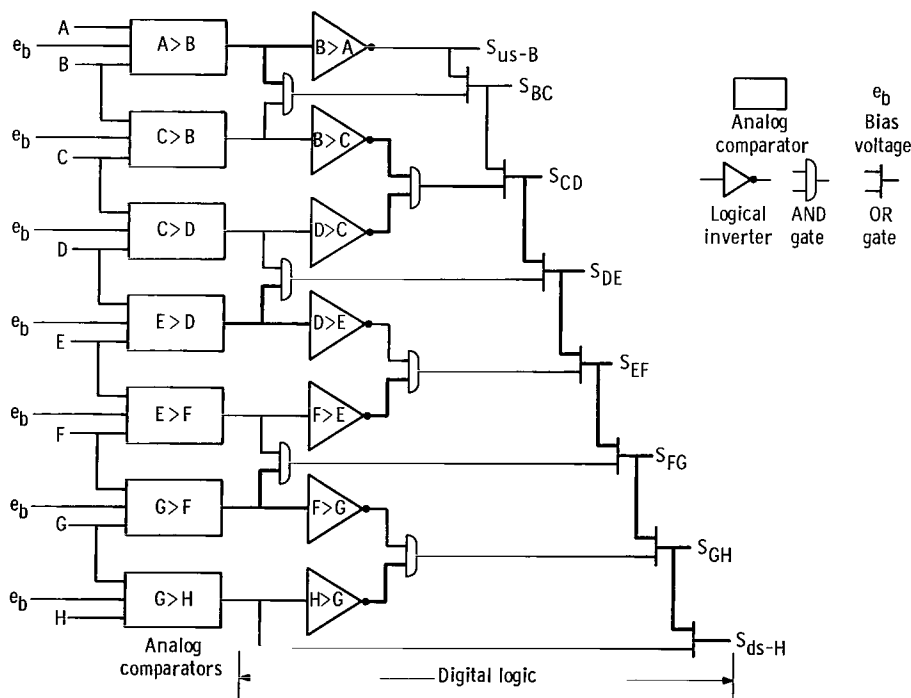 A
e_b
B
A > B
B > A
S_us-B
S_BC
e_b
C
C > B
B > C
S_CD
e_b
D
C > D
D > C
S_DE
e_b
E
E > D
D > E
S_EF
e_b
F
E > F
F > E
S_FG
e_b
G
G > F
F > G
S_GH
e_b
H
G > H
H > G
S_ds-H
Analog
comparators
Digital logic
Analog
comparator
e_b
Bias
voltage
Logical
inverter
AND
gate
OR
gate